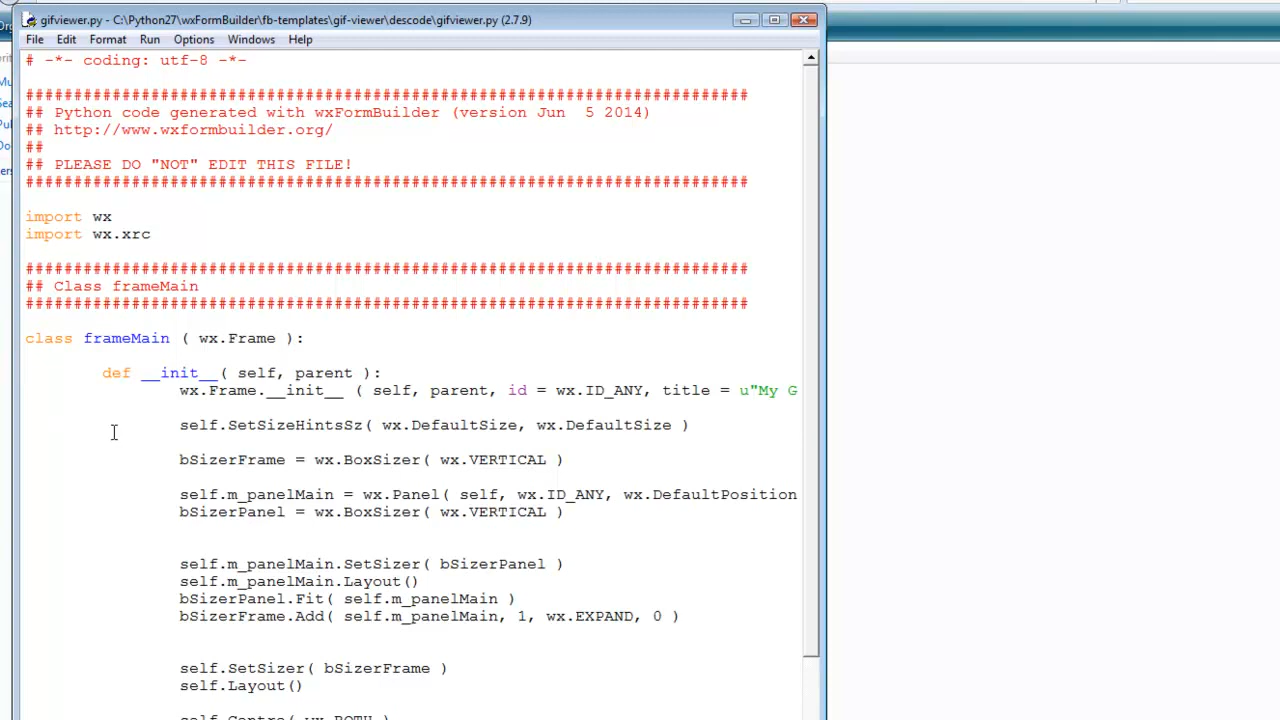 gifviewer.py - C:\Python27\wxFormBuilder\fb-templates\gif-viewer\descode\gifviewer.py (2.7.9)
File Edit Format Run Options Windows Help
# -*- coding: utf-8 -*-
###########################################################################
## Python code generated with wxFormBuilder (version Jun  5 2014)
## http://www.wxformbuilder.org/
##
## PLEASE DO "NOT" EDIT THIS FILE!
###########################################################################
import wx
import wx.xrc
###########################################################################
## Class frameMain
###########################################################################
class frameMain ( wx.Frame ):
def __init__( self, parent ):
wx.Frame.__init__ ( self, parent, id = wx.ID_ANY, title = u"My G
self.SetSizeHintsSz( wx.DefaultSize, wx.DefaultSize )
bSizerFrame = wx.BoxSizer( wx.VERTICAL )
self.m_panelMain = wx.Panel( self, wx.ID_ANY, wx.DefaultPosition
bSizerPanel = wx.BoxSizer( wx.VERTICAL )
self.m_panelMain.SetSizer( bSizerPanel )
self.m_panelMain.Layout()
bSizerPanel.Fit( self.m_panelMain )
bSizerFrame.Add( self.m_panelMain, 1, wx.EXPAND, 0 )
self.SetSizer( bSizerFrame )
self.Layout()
self.Centre( wx.BOTH )